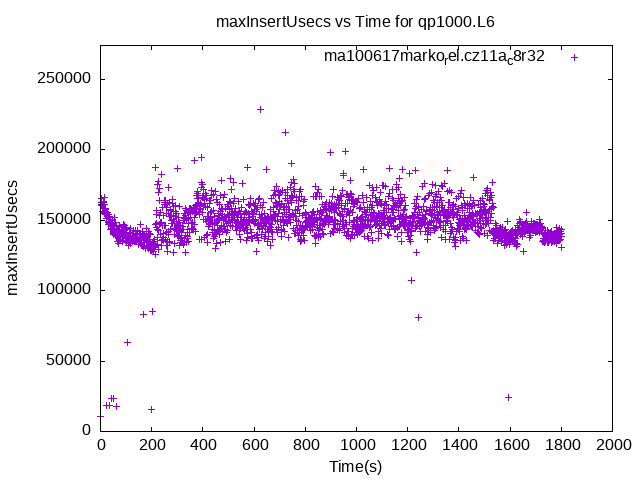 maxInsertUsecs vs Time for qp1000.L6
ma100617marko_rel.cz11a_c8r32
250000
200000
150000
100000
50000
0
maxInsertUsecs
0 200 400 600 800 1000 1200 1400 1600 1800 2000
Time(s)